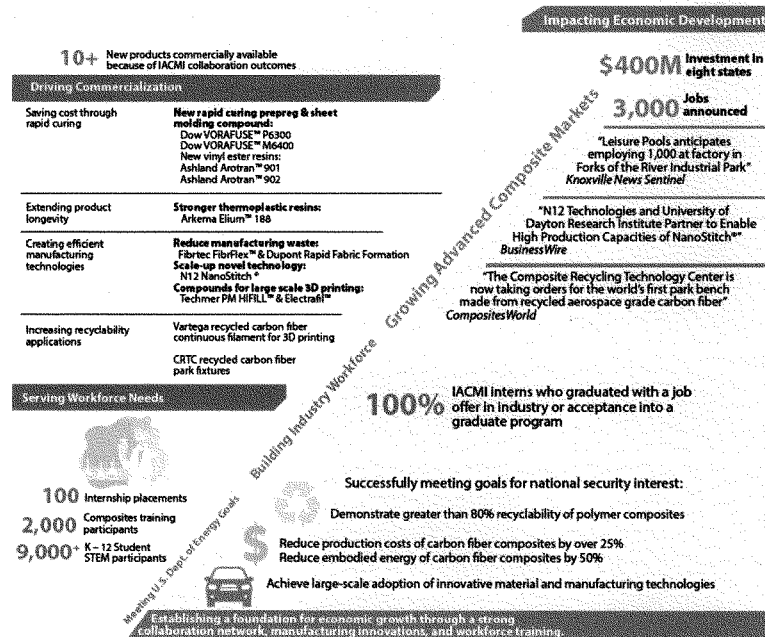 Impacting Economic Development
10+ New products commercially available
because of IACMI collaboration outcomes
Driving Commercialization
Saving cost through
rapid curing
New rapid curing prepreg & sheet
molding compound:
Dow VORAFUSE™ P6300
Dow VORAFUSE™ M6400
New vinyl ester resins:
Ashland Arotran™ 901
Ashland Arotran™ 902
Extending product
longevity
Stronger thermoplastic resins:
Arkema Elium™ 188
Creating efficient
manufacturing
technologies
Reduce manufacturing waste:
Fibrtec FibrFlex™ & Dupont Rapid Fabric Formation
Scale-up novel technology:
N12 NanoStitch ®
Compounds for large scale 3D printing:
Techmer PM HIFILL™ & Electrafil™
Increasing recyclability
applications
Vartega recycled carbon fiber
continuous filament for 3D printing
CRTC recycled carbon fiber
park fixtures
$400M Investment in
eight states
3,000 Jobs
announced
"Leisure Pools anticipates
employing 1,000 at factory in
Forks of the River Industrial Park"
Knoxville News Sentinel
"N12 Technologies and University of
Dayton Research Institute Partner to Enable
High Production Capacities of NanoStitch®"
BusinessWire
"The Composite Recycling Technology Center is
now taking orders for the world's first park bench
made from recycled aerospace grade carbon fiber"
CompositesWorld
Growing Advanced Composite Markets
Building Industry Workforce
Meeting U.S. Dept. of Energy Goals
Serving Workforce Needs
100 Internship placements
2,000 Composites training
participants
9,000+ K – 12 Student
STEM participants
100% IACMI interns who graduated with a job
offer in industry or acceptance into a
graduate program
Successfully meeting goals for national security interest:
Demonstrate greater than 80% recyclability of polymer composites
$
Reduce production costs of carbon fiber composites by over 25%
Reduce embodied energy of carbon fiber composites by 50%
Achieve large-scale adoption of innovative material and manufacturing technologies
Establishing a foundation for economic growth through a strong
collaboration network, manufacturing innovations, and workforce training.